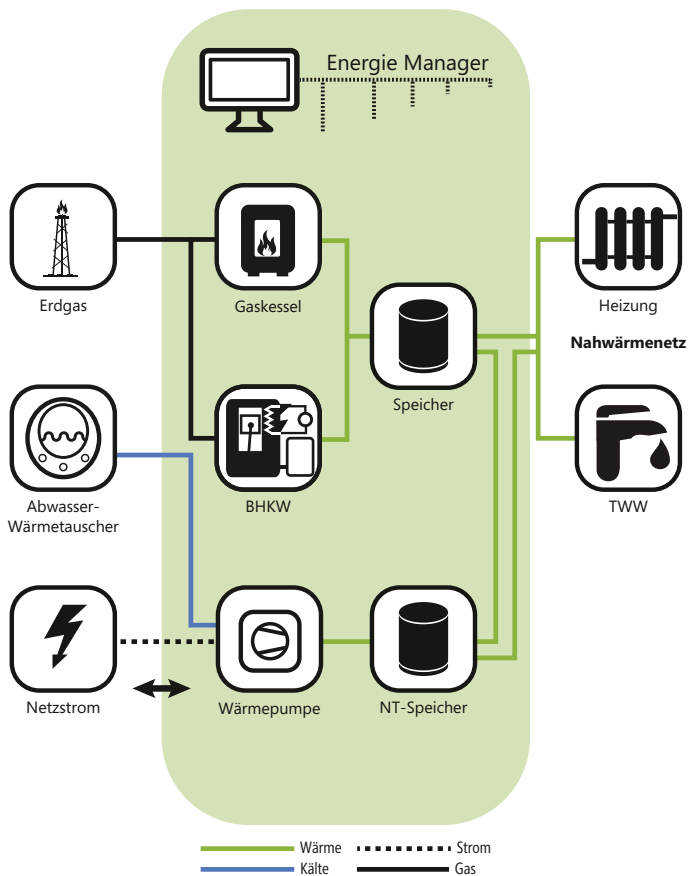 Energie Manager
Erdgas
Gaskessel
Heizung
Nahwärmenetz
Speicher
Abwasser-
Wärmetauscher
BHKW
TWW
Netzstrom
Wärmepumpe
NT-Speicher
Wärme
Strom
Kälte
Gas